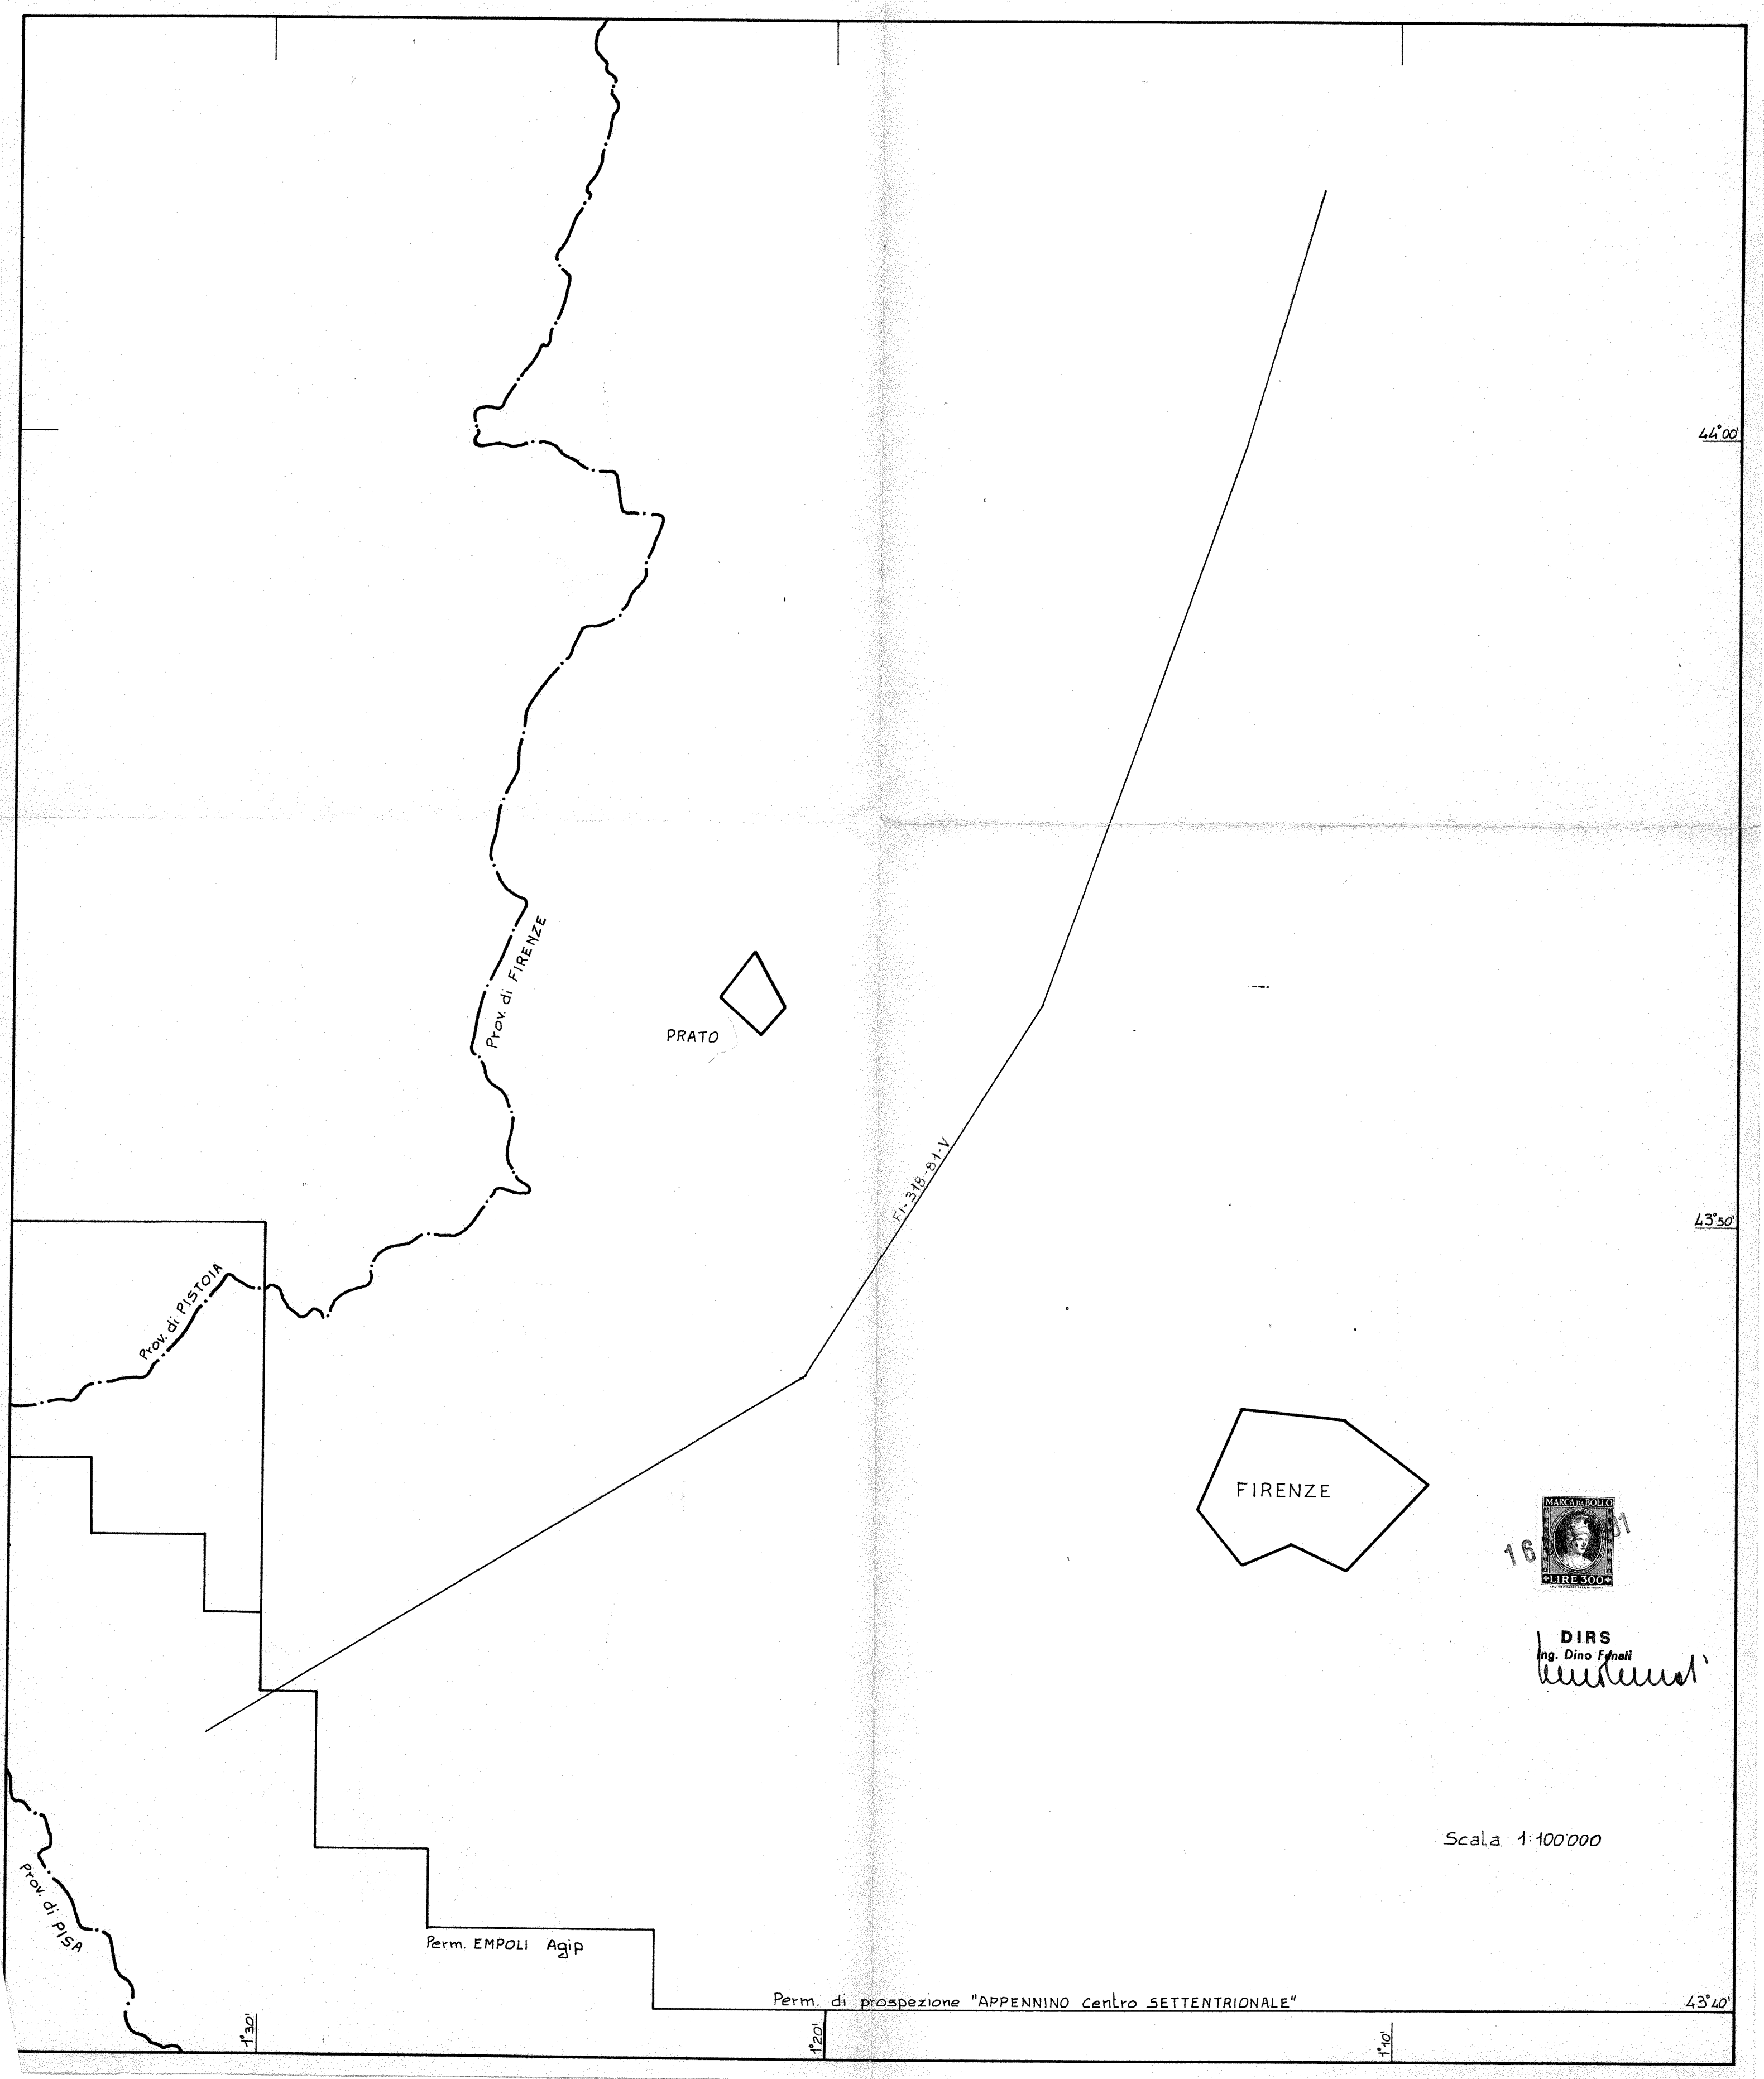 44°00'
Prov. di FIRENZE
PRATO
FI-318-81-V
43°50'
Prov. di PISTOIA
FIRENZE
MARCA DA BOLLO
16 81
LIRE 300
DIRS
Ing. Dino Fenati
Scala 1:100'000
Prov. di PISA
Perm. EMPOLI Agip
Perm. di prospezione "APPENNINO centro SETTENTRIONALE"
43°40'
1°30'
1°20'
1°10'